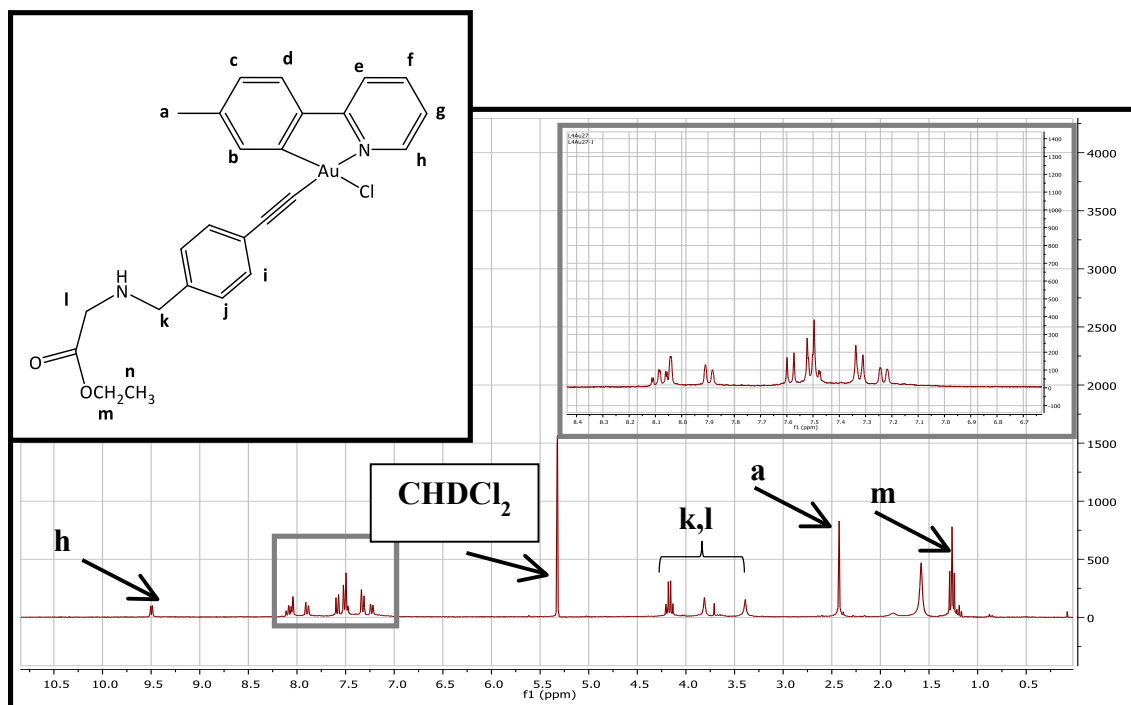 d
e
f
c
a
g
b
N
h
Au
Cl
i
H
N
j
l
k
O
n
O
CH2CH3
m
L4Au27
L4Au27-1
1400
1300
1200
1100
1000
900
800
700
600
500
400
300
200
100
0
-100
8.4 8.3 8.2 8.1 8.0 7.9 7.8 7.7 7.6 7.5 7.4 7.3 7.2 7.1 7.0 6.9 6.8 6.7
f1 (ppm)
4000
3500
3000
2500
2000
1500
1000
500
0
CHDCl2
h
k,l
a
m
10.5 10.0 9.5 9.0 8.5 8.0 7.5 7.0 6.5 6.0 5.5 5.0 4.5 4.0 3.5 3.0 2.5 2.0 1.5 1.0 0.5
f1 (ppm)